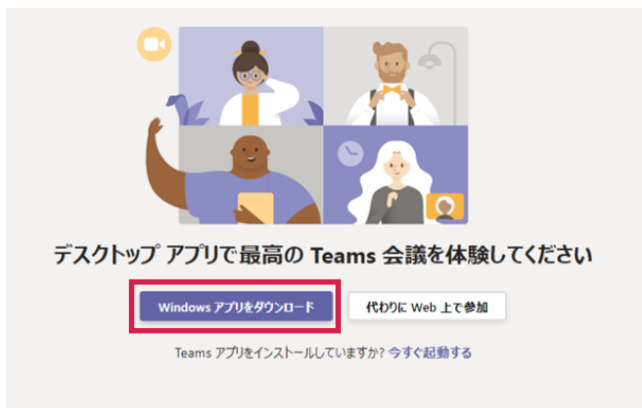 デスクトップ アプリで最高の Teams 会議を体験してください
Windows アプリをダウンロード
代わりに Web 上で参加
Teams アプリをインストールしていますか? 今すぐ起動する